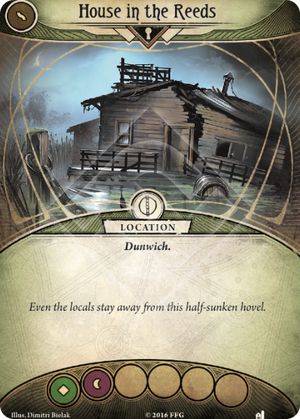 House in the Reeds
LOCATION
Dunwich.
Even the locals stay away from this half-sunken hovel.
Illus. Dimitri Bielak
© 2016 FFG